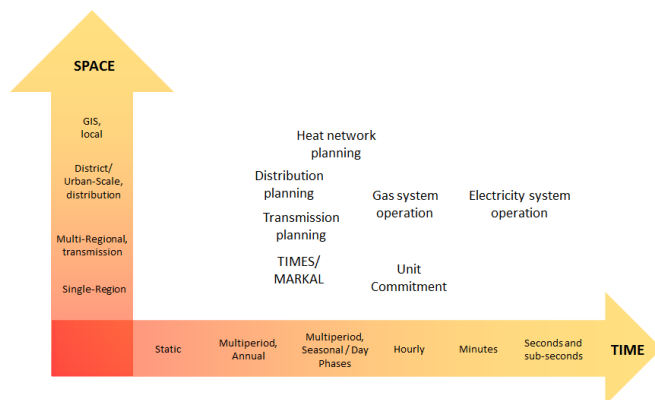 SPACE
GIS,
local
District/
Urban-Scale,
distribution
Multi-Regional,
transmission
Single-Region
Heat network
planning
Distribution
planning
Transmission
planning
TIMES/
MARKAL
Gas system
operation
Unit
Commitment
Electricity system
operation
Static
Multiperiod,
Annual
Multiperiod,
Seasonal / Day
Phases
Hourly
Minutes
Seconds and
sub-seconds
TIME